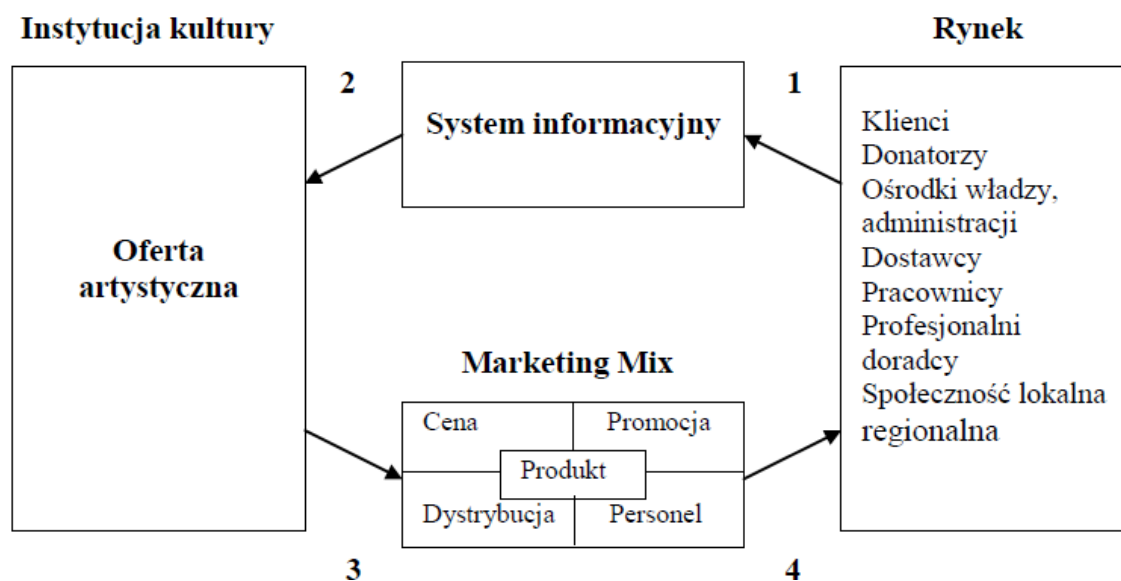 Instytucja kultury
Rynek
2
1
System informacyjny
Oferta
artystyczna
Klienci
Donatorzy
Ośrodki władzy,
administracji
Dostawcy
Pracownicy
Profesjonalni
doradcy
Społeczność lokalna
regionalna
Marketing Mix
Cena
Promocja
Produkt
Dystrybucja
Personel
3
4